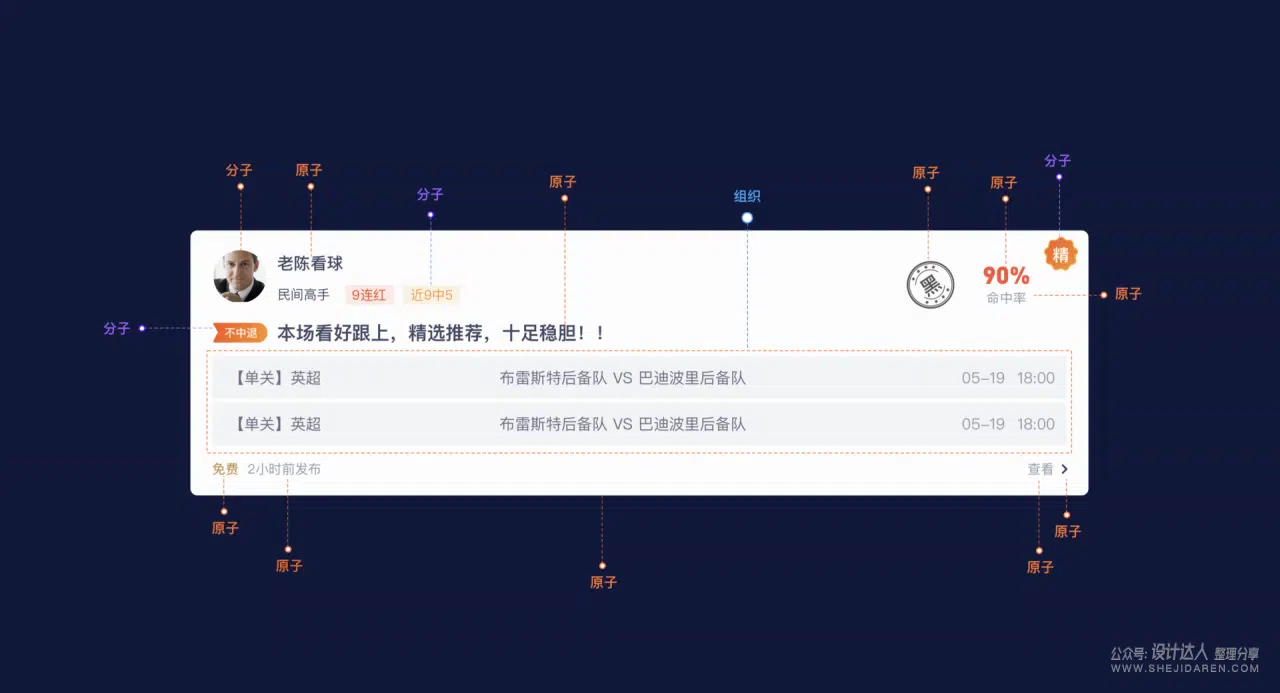 分子
原子
分子
原子
组织
原子
原子
分子
精
老陈看球
90%
黑
民间高手 9连红 近9中5
命中率
原子
分子
不中退 本场看好跟上，精选推荐，十足稳胆！！
【单关】英超 布雷斯特后备队 VS 巴迪波里后备队 05-19 18:00
【单关】英超 布雷斯特后备队 VS 巴迪波里后备队 05-19 18:00
免费 2小时前发布 查看
原子
原子
原子
原子
原子
公众号: 设计达人 整理分享
WWW.SHEJIDAREN.COM